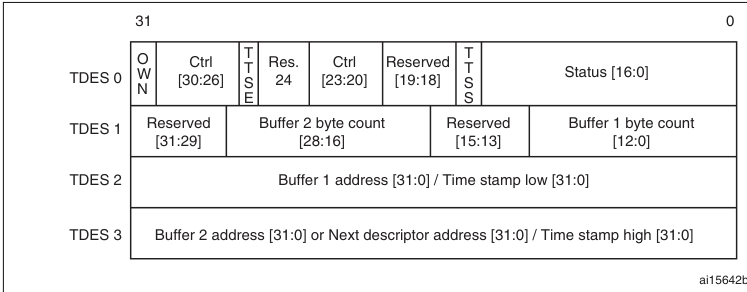 31 0
OWN Ctrl TTSE Res. Ctrl Reserved TTSS Status [16:0]
TDES 0 [30:26] 24 [23:20] [19:18]
TDES 1 Reserved Buffer 2 byte count Reserved Buffer 1 byte count
[31:29] [28:16] [15:13] [12:0]
TDES 2 Buffer 1 address [31:0] / Time stamp low [31:0]
TDES 3 Buffer 2 address [31:0] or Next descriptor address [31:0] / Time stamp high [31:0]
ai15642b